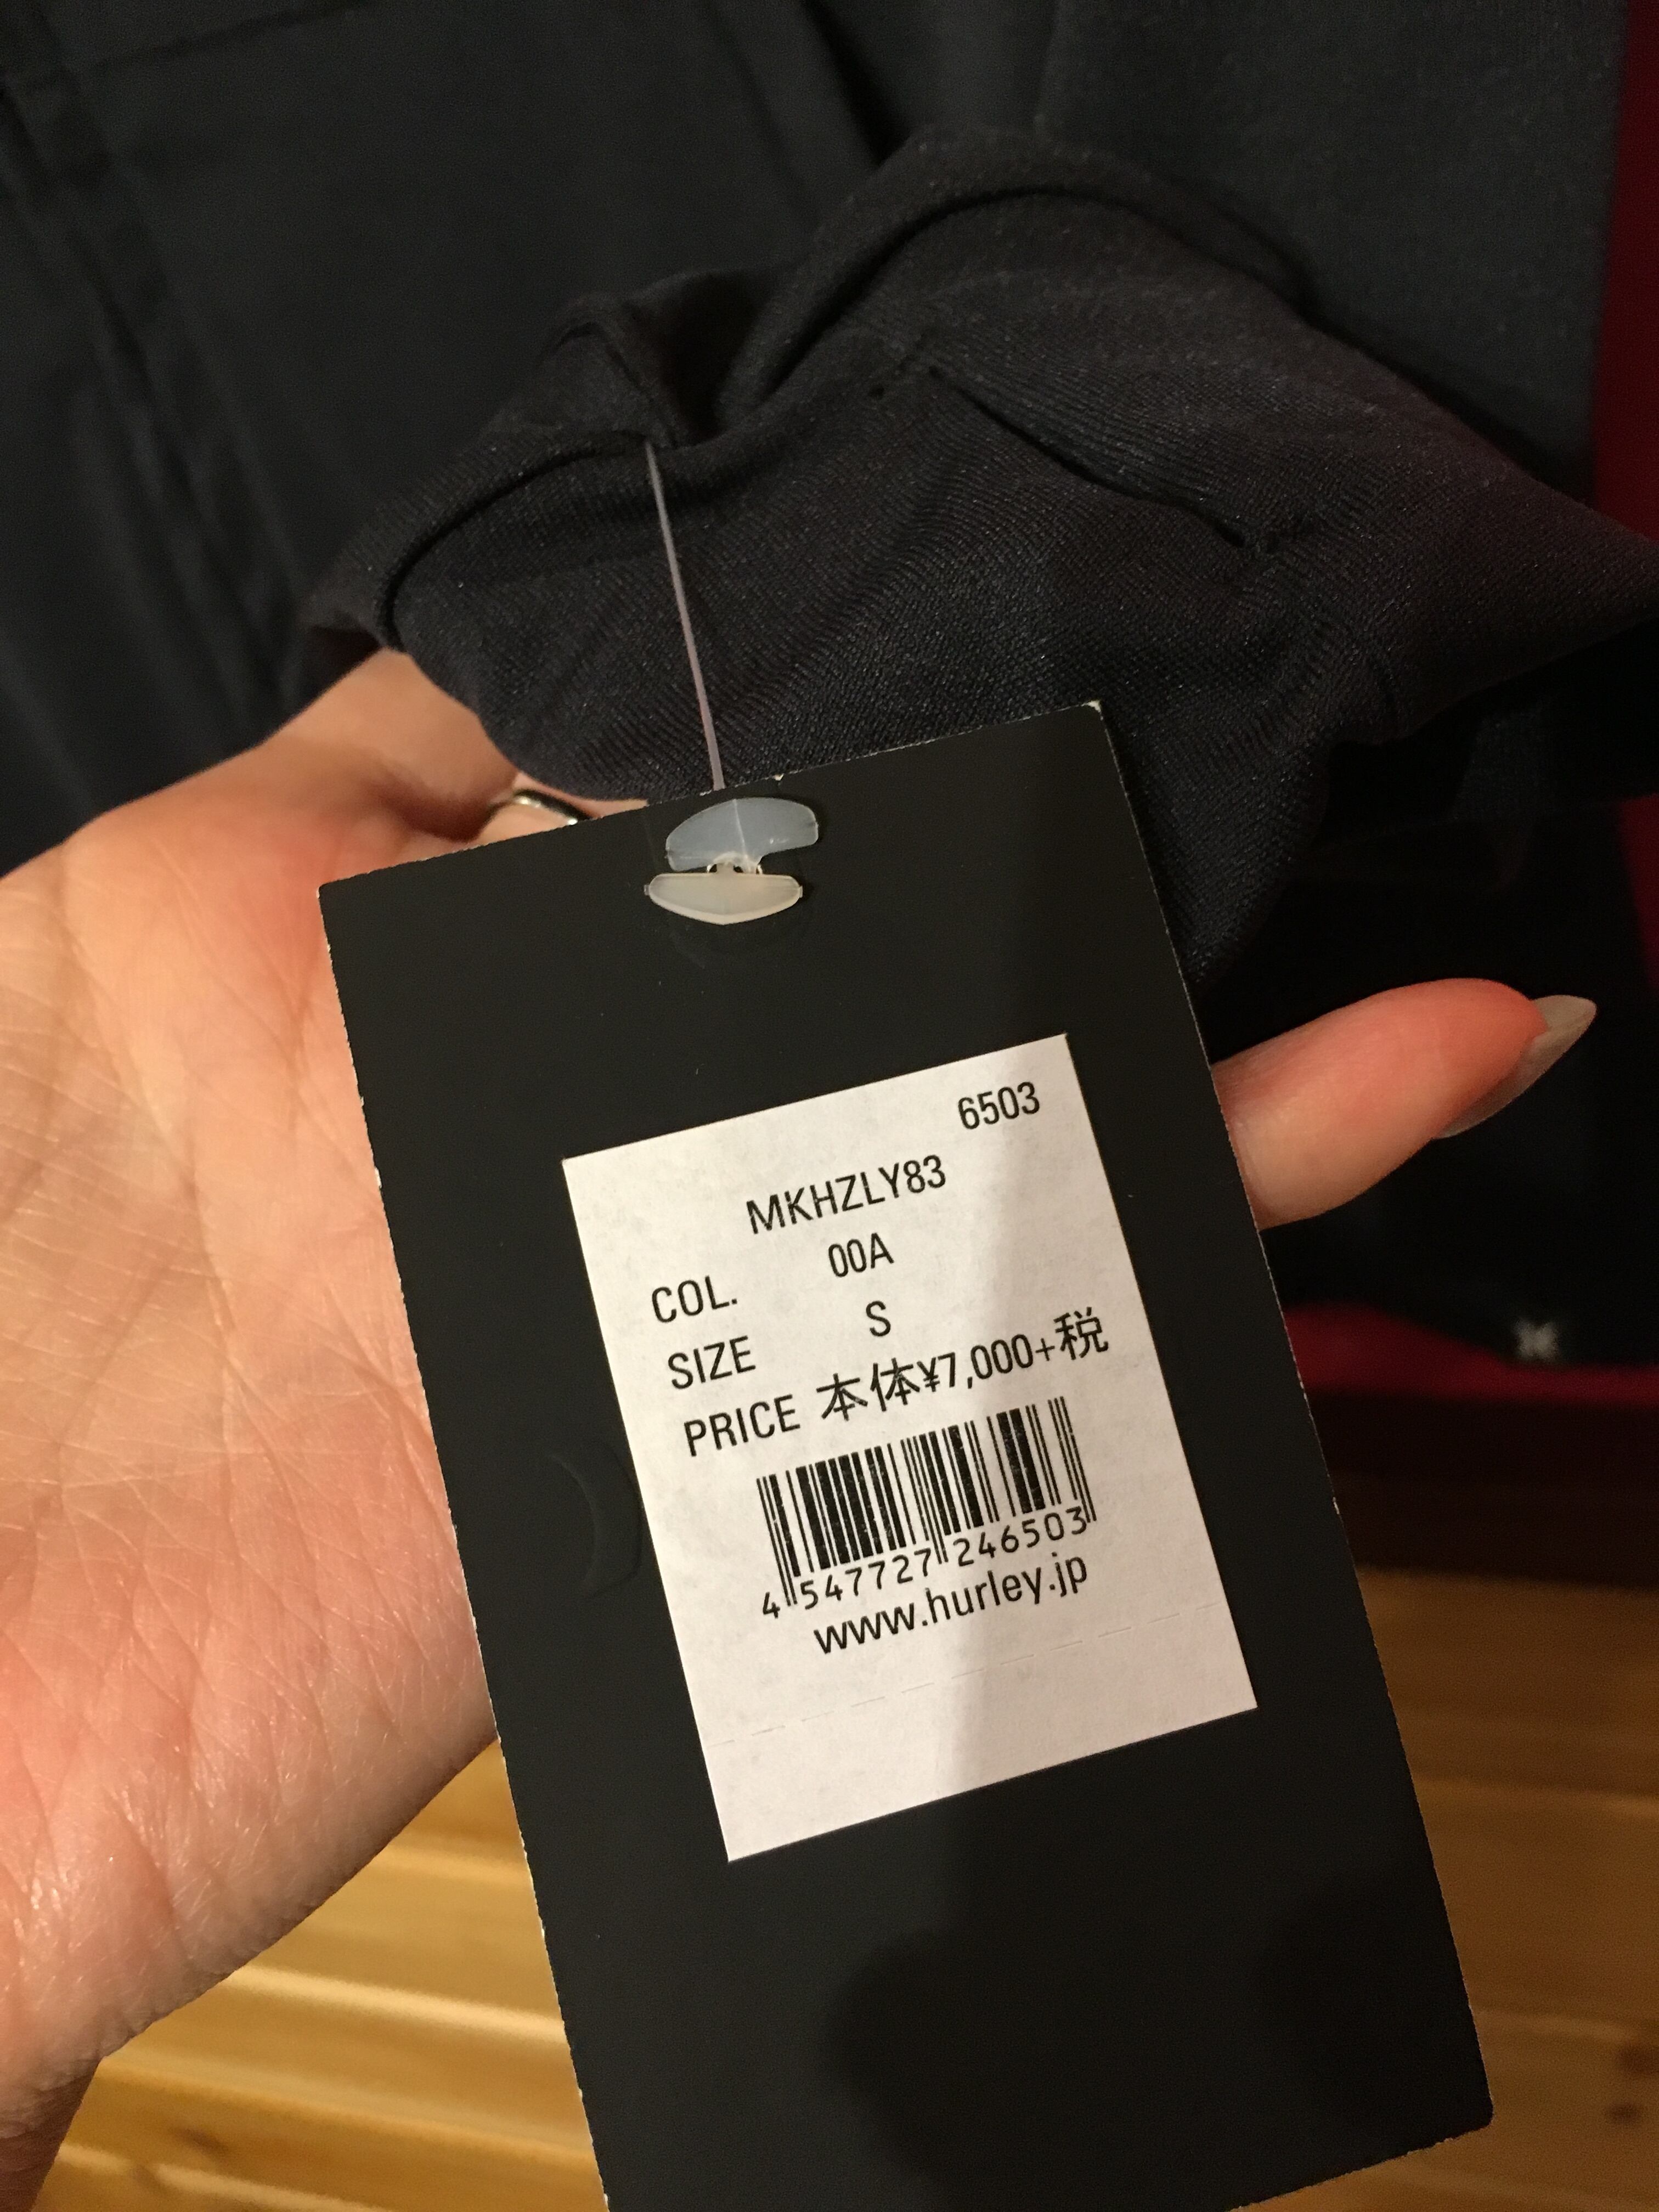 6503
MKHZLY83
COL. 00A
SIZE S
PRICE 本体¥7,000+税
4 547727 246503
www.hurley.jp